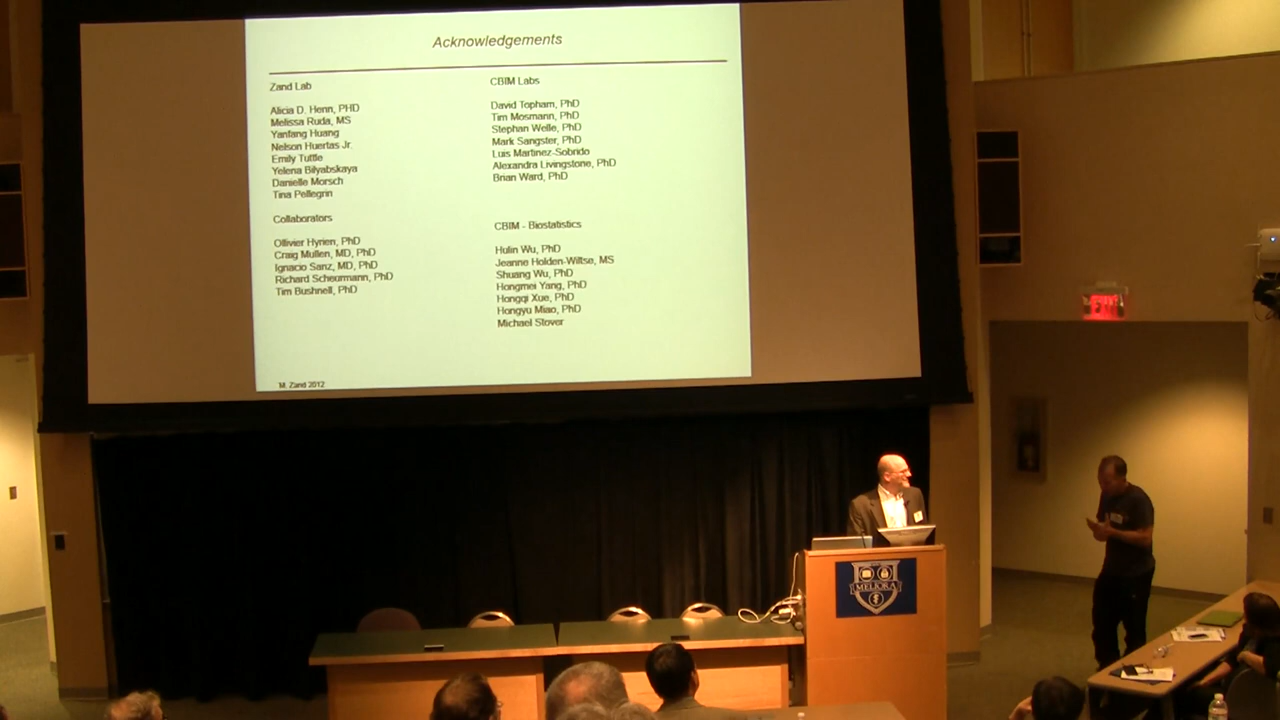 Acknowledgements
Zand Lab
Alicia D. Henn, PHD
Melissa Ruda, MS
Yanfang Huang
Nelson Huertas Jr.
Emily Tuttle
Yelena Bilyabskaya
Danielle Morsch
Tina Pellegrin
Collaborators
Ollivier Hyrien, PhD
Craig Mullen, MD, PhD
Ignacio Sanz, MD, PhD
Richard Scheurmann, PhD
Tim Bushnell, PhD
M. Zand 2012
CBIM Labs
David Topham, PhD
Tim Mosmann, PhD
Stephan Welle, PhD
Mark Sangster, PhD
Luis Martinez-Sobrido
Alexandra Livingstone, PhD
Brian Ward, PhD
CBIM - Biostatistics
Hulin Wu, PhD
Jeanne Holden-Wiltse, MS
Shuang Wu, PhD
Hongmei Yang, PhD
Hongqi Xue, PhD
Hongyu Miao, PhD
Michael Stover
EXIT
MELIORA